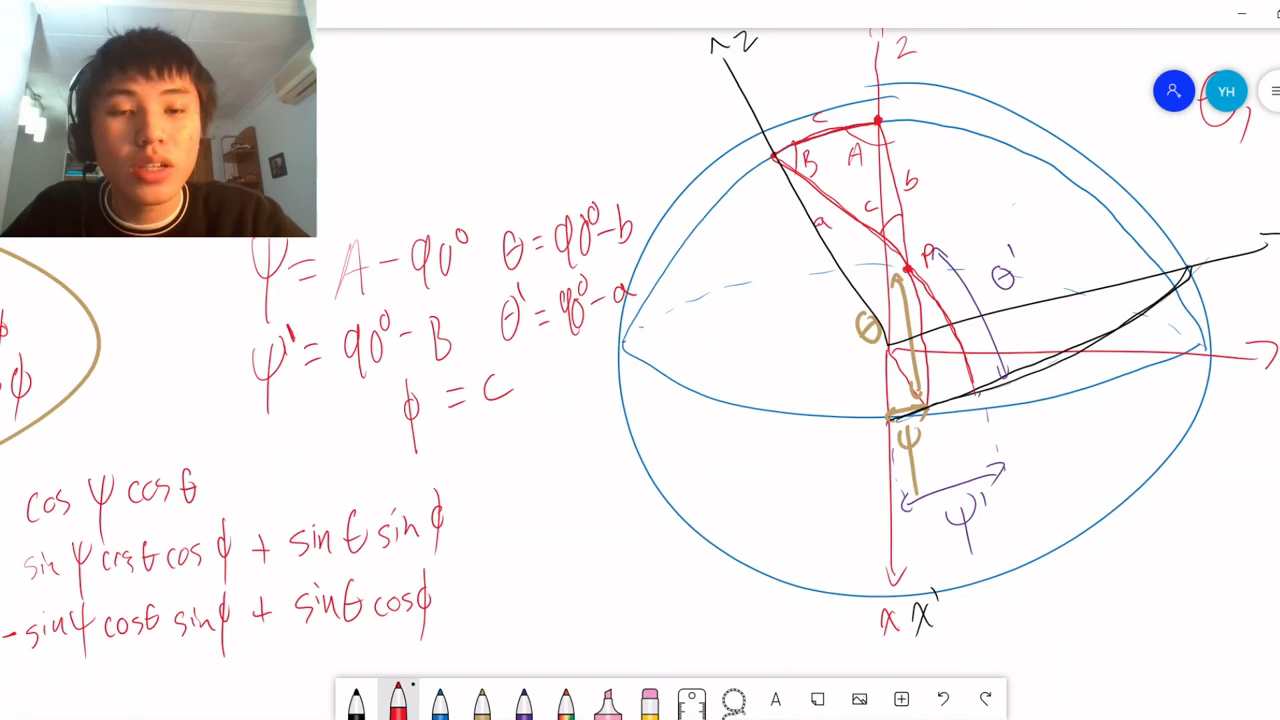 ψ = A - 90° θ = 90° - b
ψ' = 90° - B θ' = 90° - a
ϕ = c
ϕ
ϕ
cos ψ cos θ
sin ψ cos θ cos ϕ + sin θ sin ϕ
- sin ψ cos θ sin ϕ + sin θ cos ϕ
z
z
c
B
A
b
c
a
P
θ'
θ
ψ
ψ'
x x'
θ,
YH
A